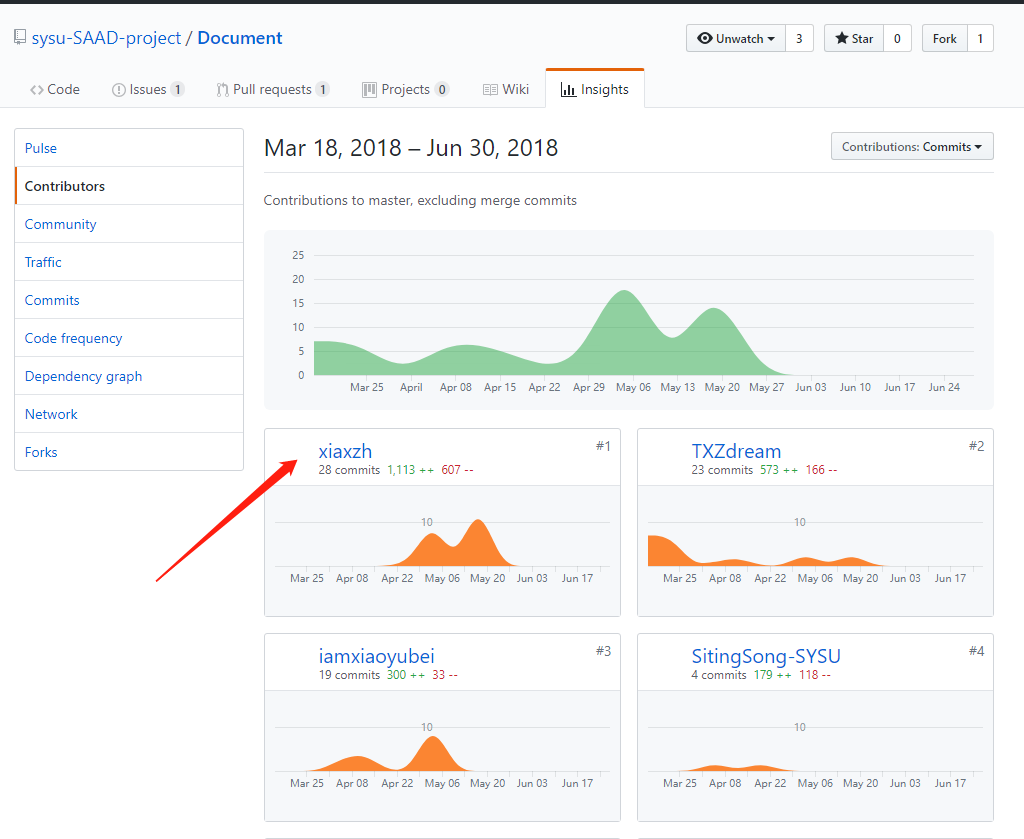 sysu-SAAD-project / Document
Unwatch 3 Star 0 Fork 1
Code Issues 1 Pull requests 1 Projects 0 Wiki Insights
Pulse
Contributors
Community
Traffic
Commits
Code frequency
Dependency graph
Network
Forks
Mar 18, 2018 – Jun 30, 2018
Contributions: Commits
Contributions to master, excluding merge commits
25
20
15
10
5
0
Mar 25 April Apr 08 Apr 15 Apr 22 Apr 29 May 06 May 13 May 20 May 27 Jun 03 Jun 10 Jun 17 Jun 24
xiaxzh #1
28 commits 1,113 ++ 607 --
10
Mar 25 Apr 08 Apr 22 May 06 May 20 Jun 03 Jun 17
TXZdream #2
23 commits 573 ++ 166 --
10
Mar 25 Apr 08 Apr 22 May 06 May 20 Jun 03 Jun 17
iamxiaoyubei #3
19 commits 300 ++ 33 --
10
Mar 25 Apr 08 Apr 22 May 06 May 20 Jun 03 Jun 17
SitingSong-SYSU #4
4 commits 179 ++ 118 --
10
Mar 25 Apr 08 Apr 22 May 06 May 20 Jun 03 Jun 17